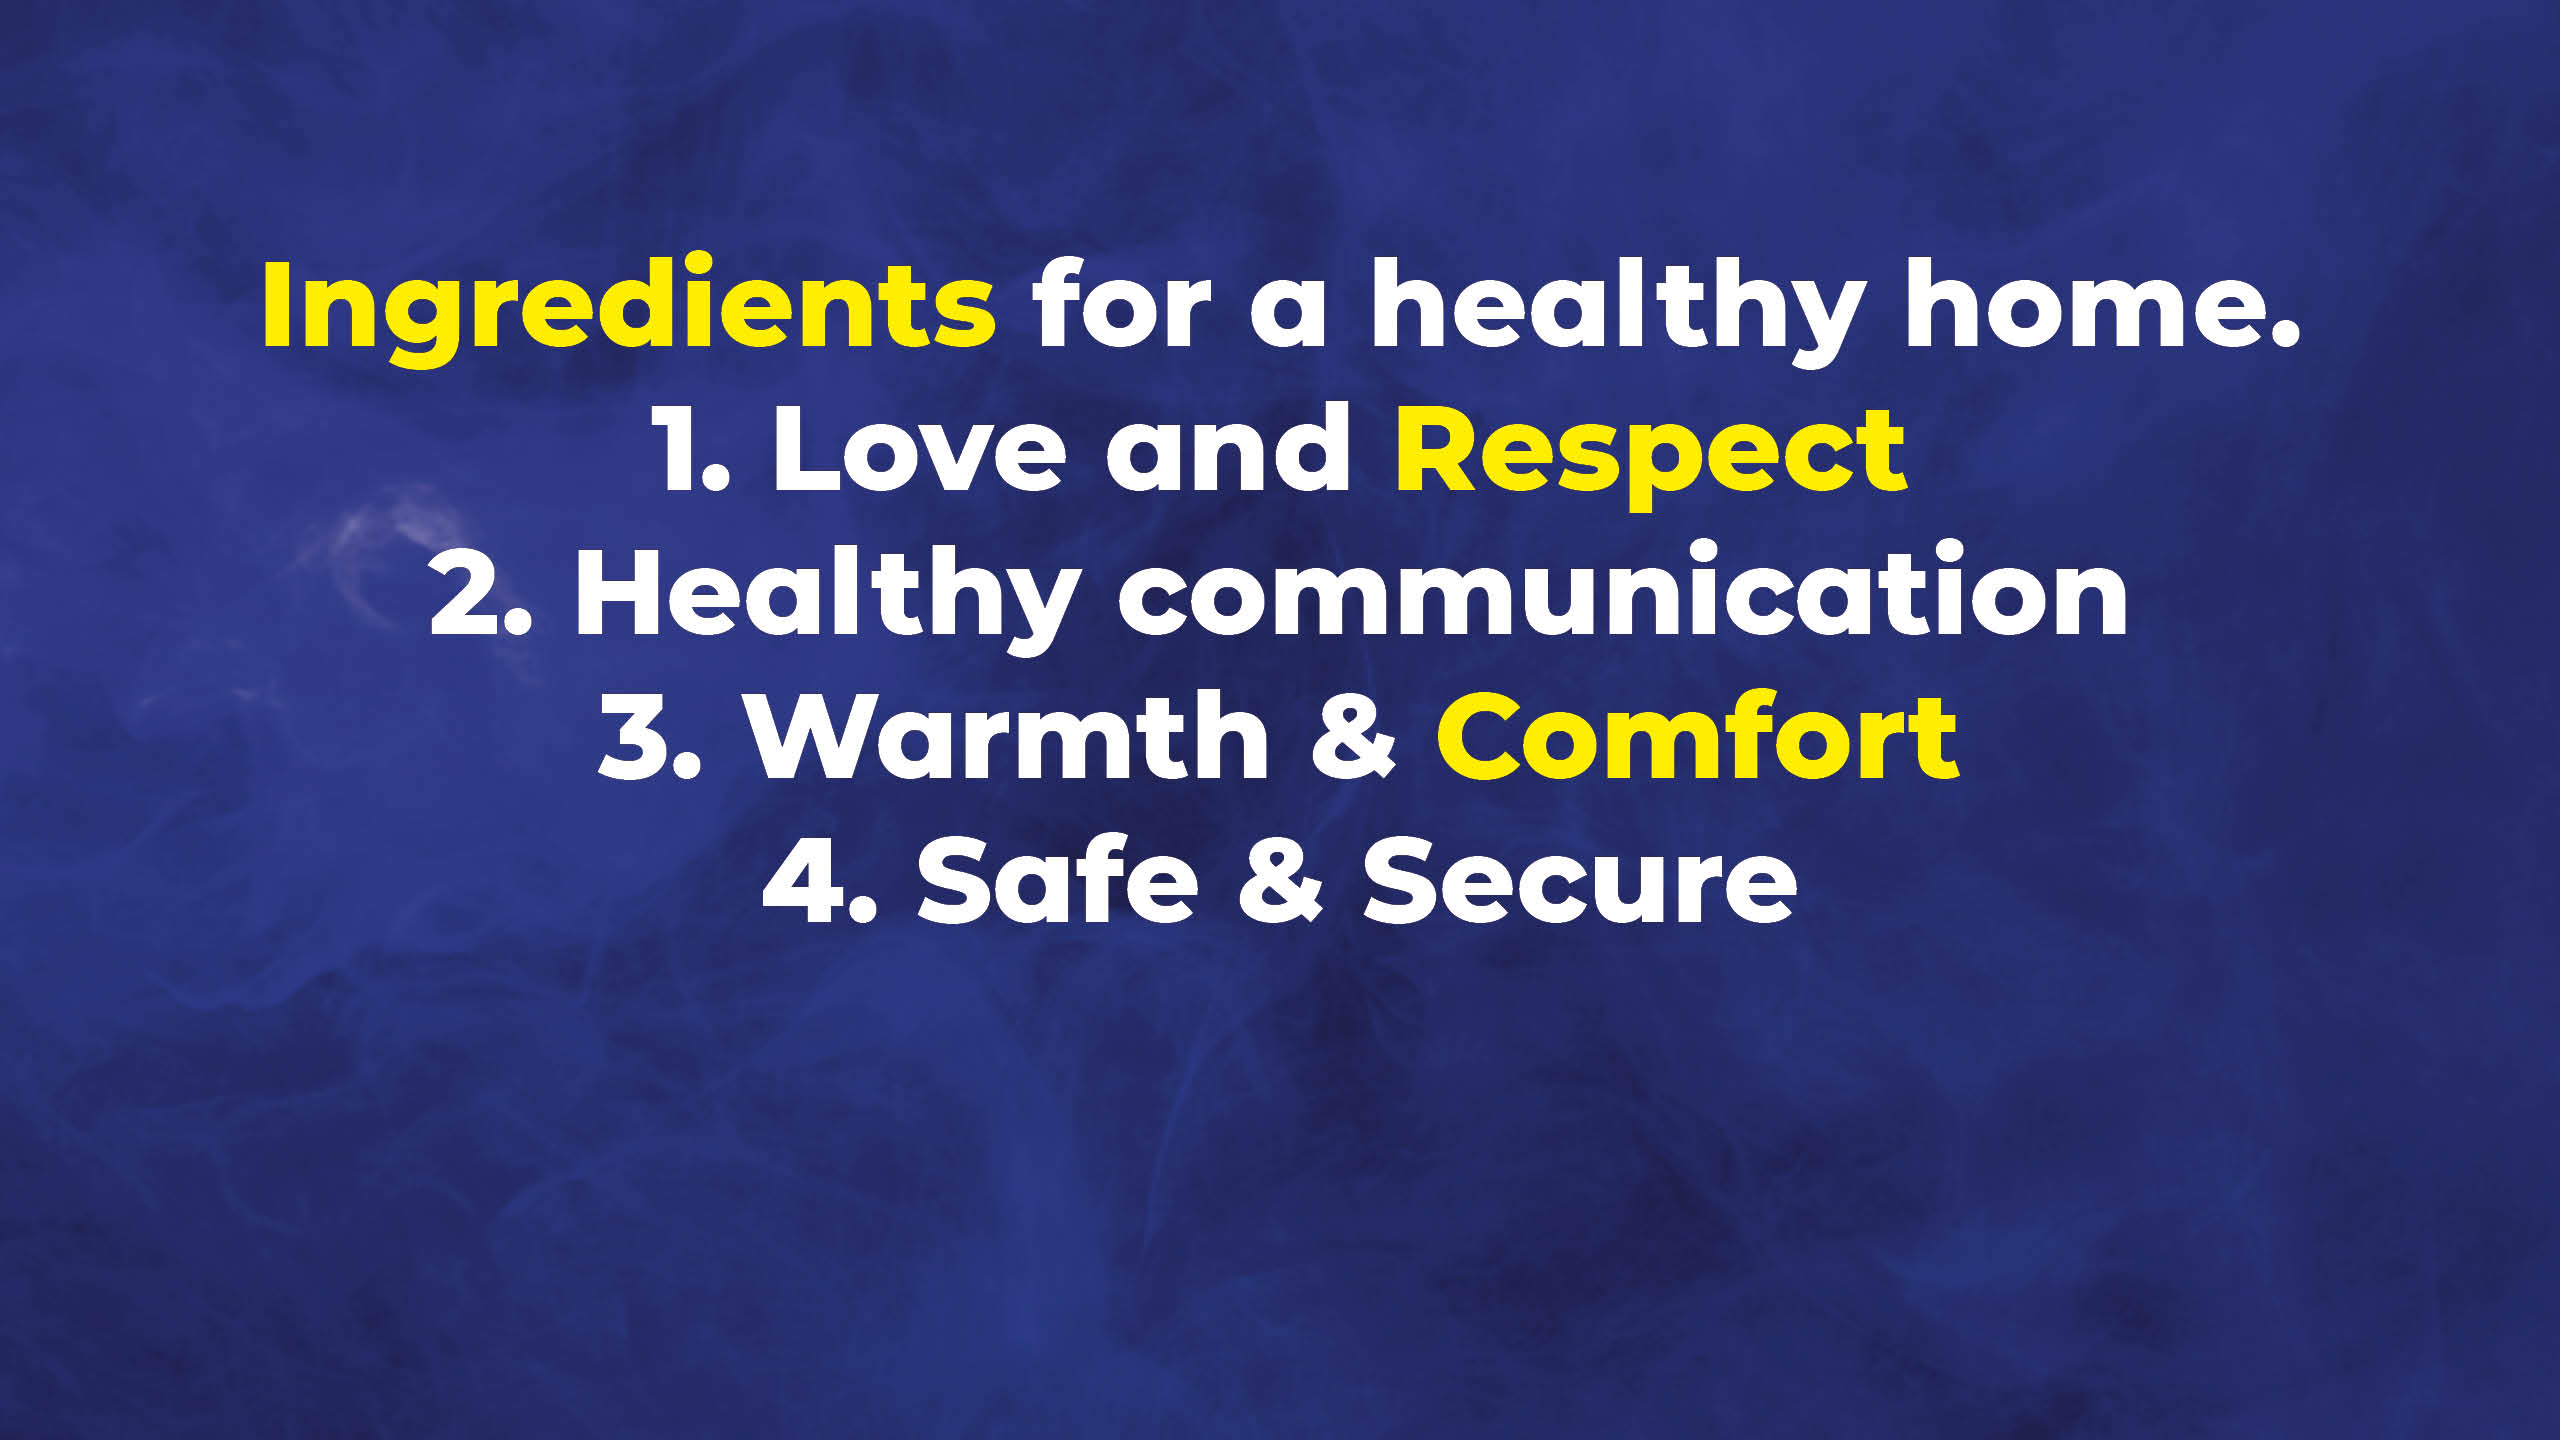 Ingredients for a healthy home.
1. Love and Respect
2. Healthy communication
3. Warmth & Comfort
4. Safe & Secure